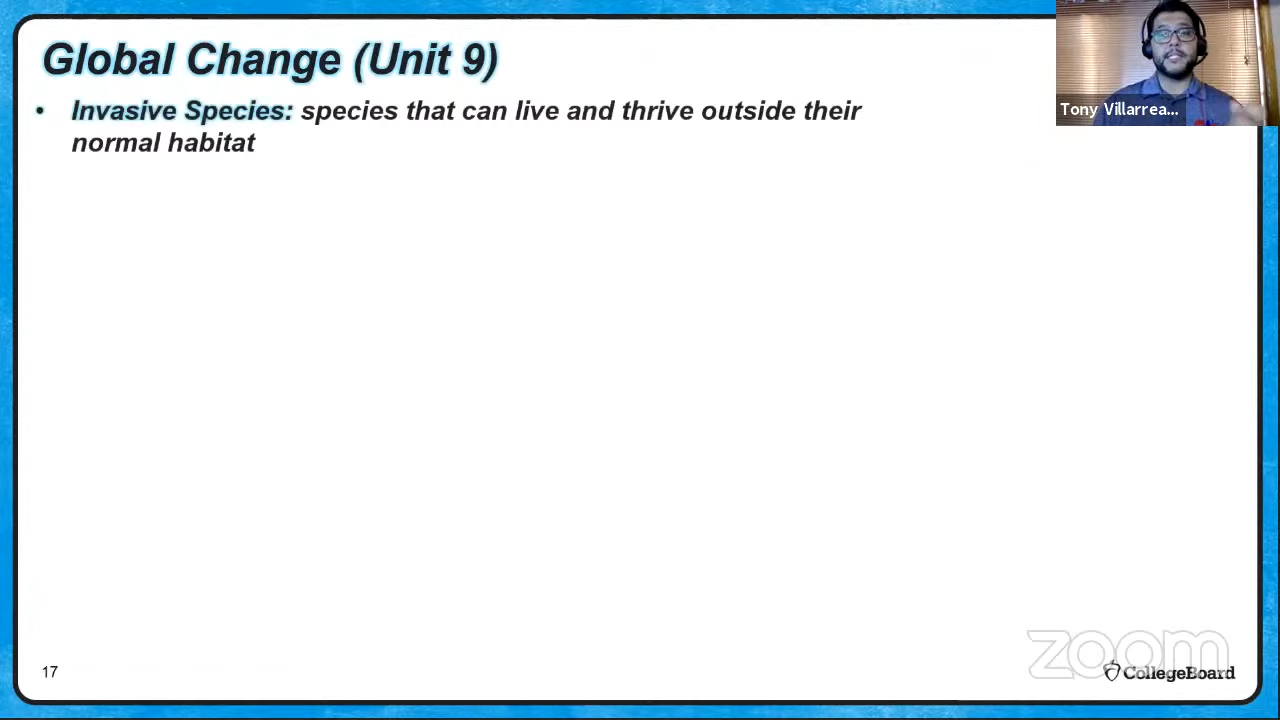 Global Change (Unit 9)
• Invasive Species: species that can live and thrive outside their
normal habitat
Tony Villarrea...
17
zoom
CollegeBoard